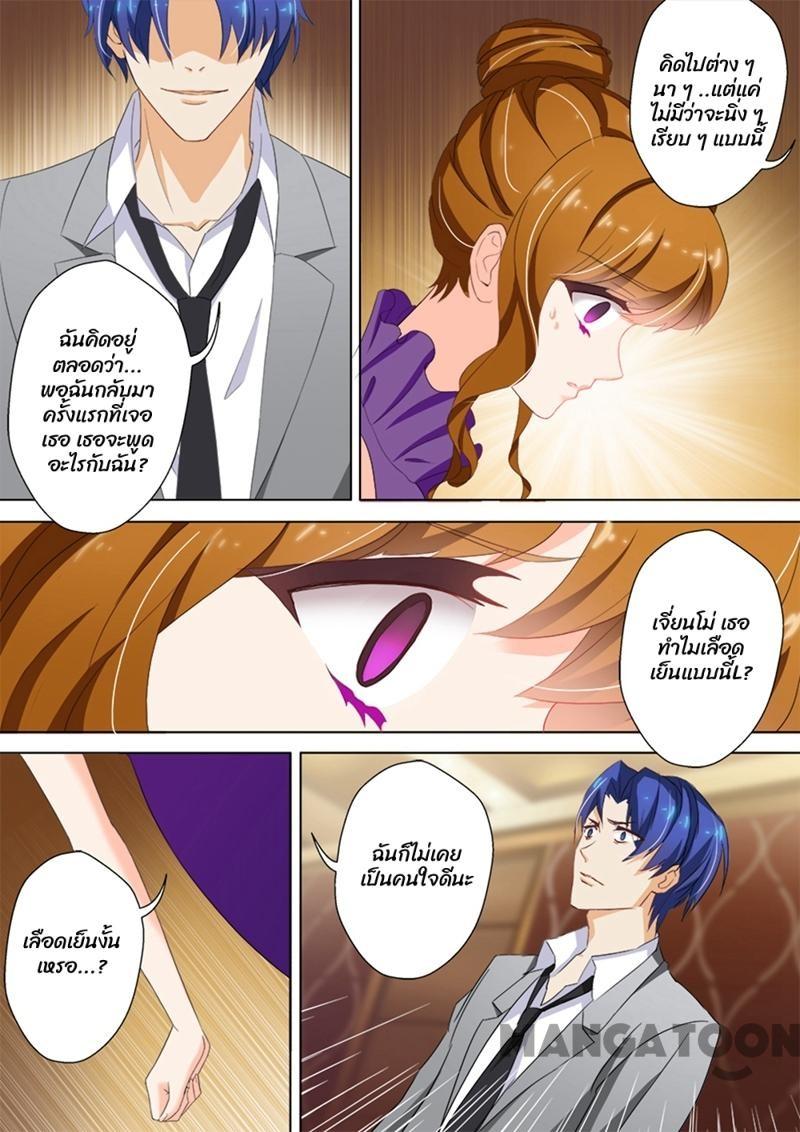 ฉันคิดอยู่
ตลอดว่า...
พอฉันกลับมา
ครั้งแรกที่เจอ
เธอ เธอจะพูด
อะไรกับฉัน?
คิดไปต่าง ๆ
นา ๆ ..แต่แค่
ไม่มีว่าจะนิ่ง ๆ
เรียบ ๆ แบบนี้
เจี่ยนโม่ เธอ
ทำไมเลือด
เย็นแบบนี้L?
เลือดเย็นงั้น
เหรอ...?
ฉันก็ไม่เคย
เป็นคนใจดีนะ
MANGATOON